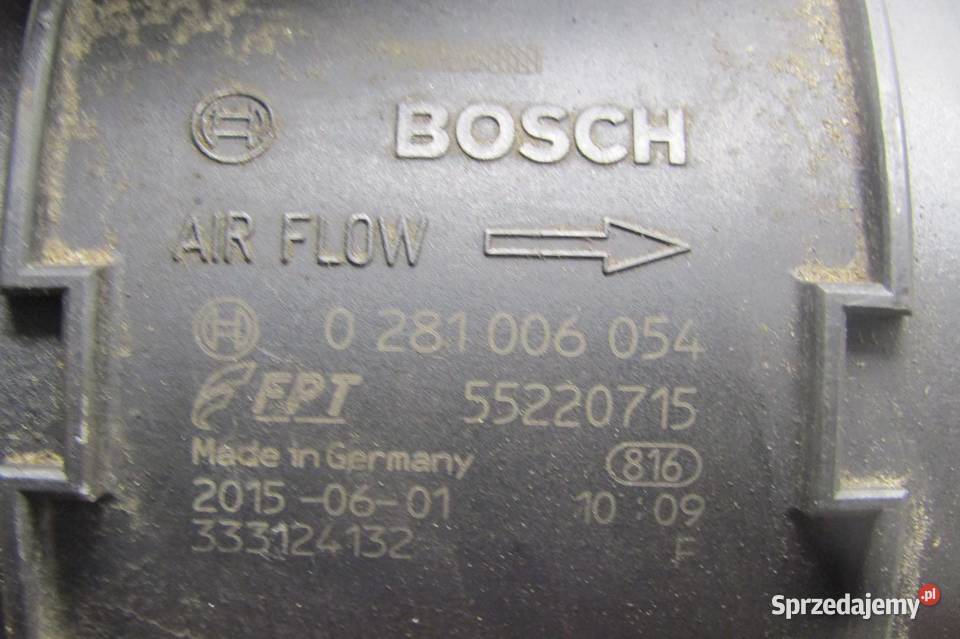 BOSCH
AIR FLOW
0 281 006 054
FPT 55220715
Made in Germany 816
2015-06-01 10:09
333124132 F
Sprzedajemy.pl